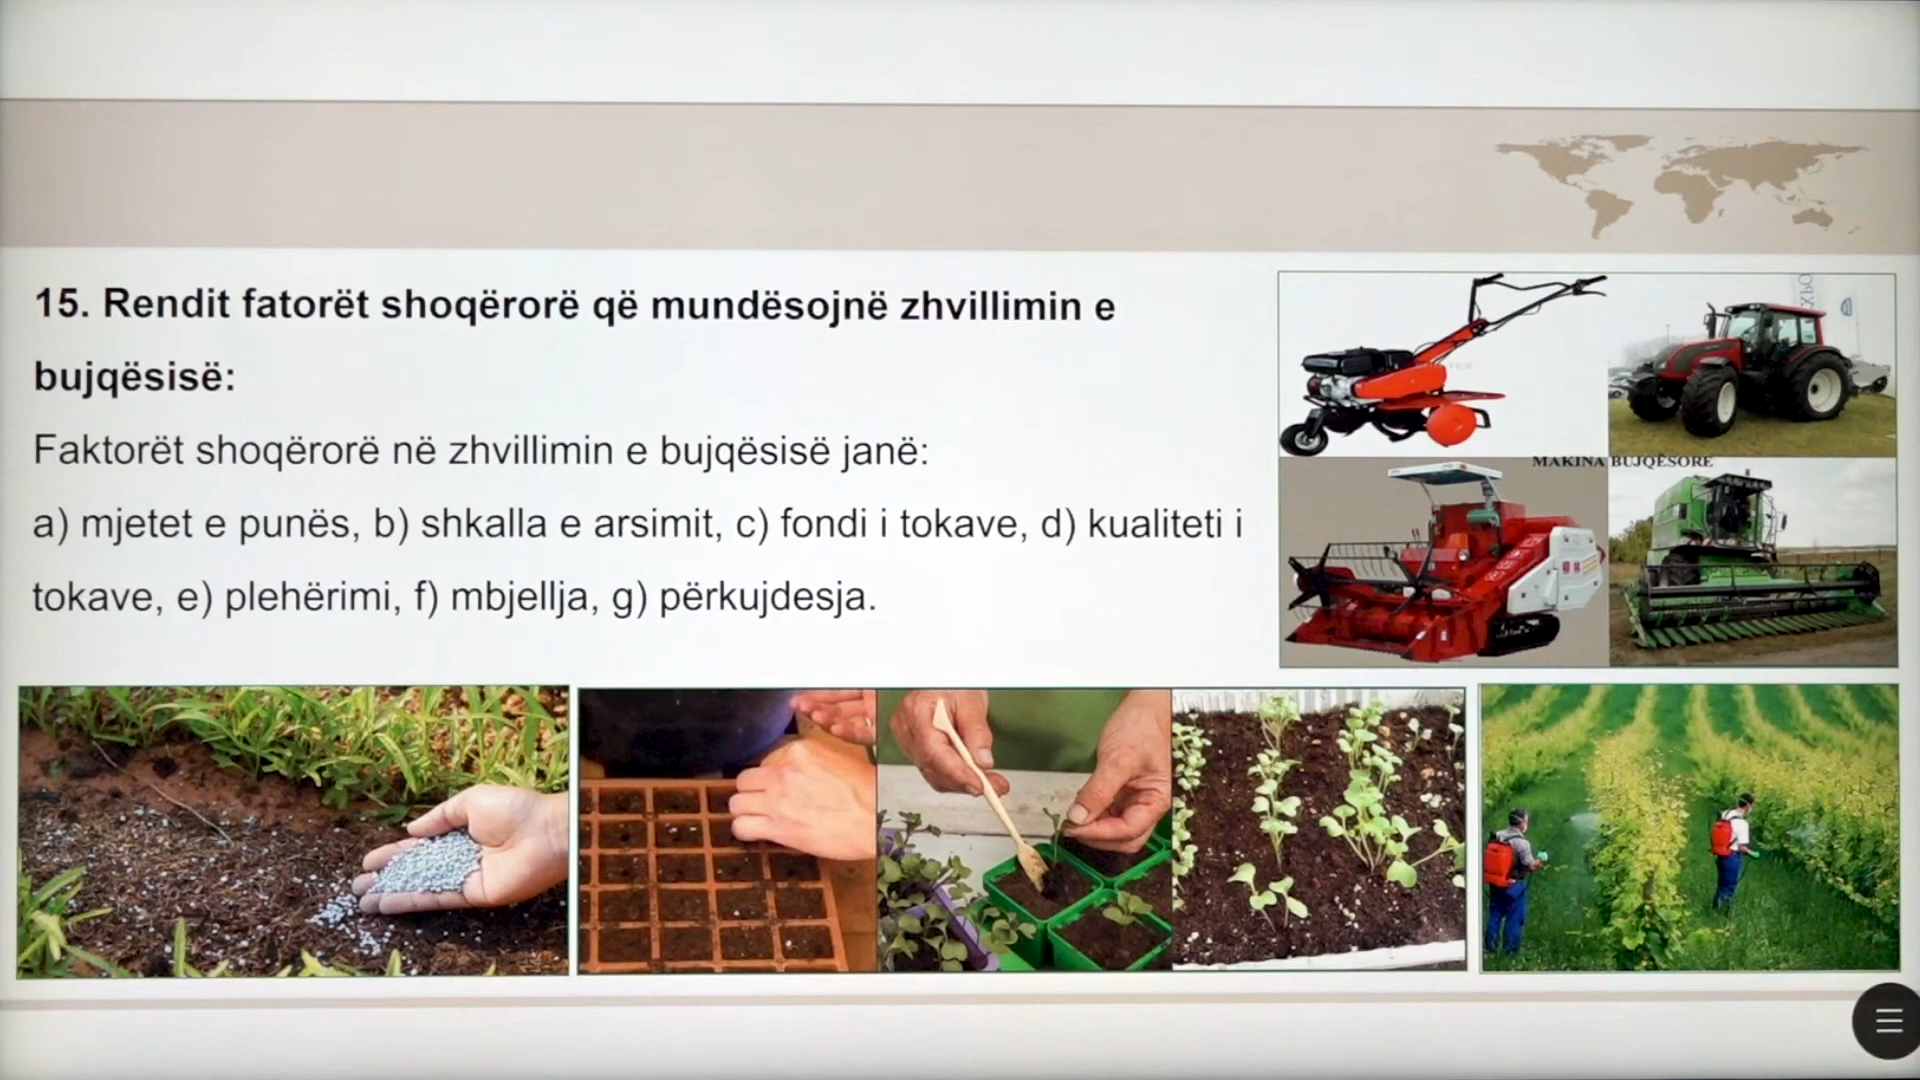 15. Rendit fatorët shoqërorë që mundësojnë zhvillimin e
bujqësisë:
Faktorët shoqërorë në zhvillimin e bujqësisë janë:
a) mjetet e punës, b) shkalla e arsimit, c) fondi i tokave, d) kualiteti i
tokave, e) plehërimi, f) mbjellja, g) përkujdesja.
MAKINA BUJQËSORE